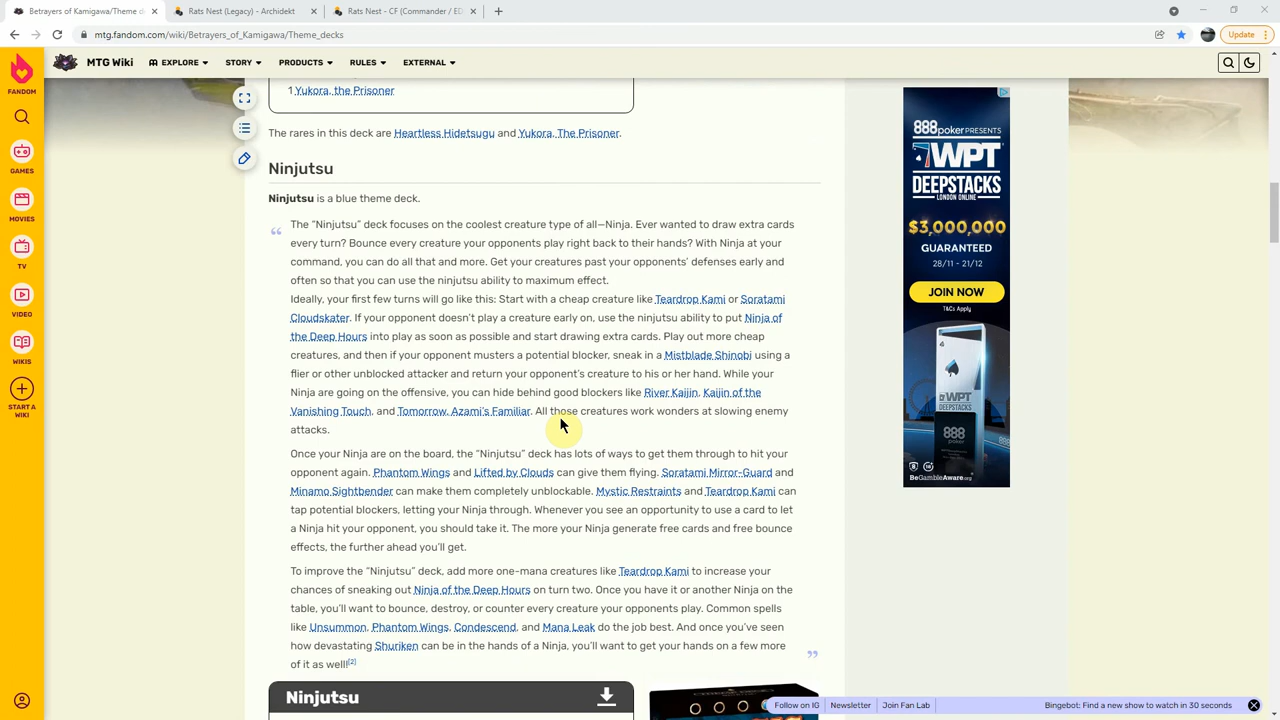 Betrayers of Kamigawa/Theme dec
Rats Nest (Legacy) - Archidekt
Rats Nest - CF (Commander / ED
mtg.fandom.com/wiki/Betrayers_of_Kamigawa/Theme_decks
Update
FANDOM
MTG Wiki
EXPLORE
STORY
PRODUCTS
RULES
EXTERNAL
GAMES
MOVIES
TV
VIDEO
WIKIS
START A
WIKI
1 Yukora, the Prisoner
The rares in this deck are Heartless Hidetsugu and Yukora, The Prisoner.
Ninjutsu
Ninjutsu is a blue theme deck.
“ The “Ninjutsu” deck focuses on the coolest creature type of all—Ninja. Ever wanted to draw extra cards
every turn? Bounce every creature your opponents play right back to their hands? With Ninja at your
command, you can do all that and more. Get your creatures past your opponents’ defenses early and
often so that you can use the ninjutsu ability to maximum effect.
Ideally, your first few turns will go like this: Start with a cheap creature like Teardrop Kami or Soratami
Cloudskater. If your opponent doesn’t play a creature early on, use the ninjutsu ability to put Ninja of
the Deep Hours into play as soon as possible and start drawing extra cards. Play out more cheap
creatures, and then if your opponent musters a potential blocker, sneak in a Mistblade Shinobi using a
flier or other unblocked attacker and return your opponent’s creature to his or her hand. While your
Ninja are going on the offensive, you can hide behind good blockers like River Kaijin, Kaijin of the
Vanishing Touch, and Tomorrow, Azami’s Familiar. All those creatures work wonders at slowing enemy
attacks.
Once your Ninja are on the board, the “Ninjutsu” deck has lots of ways to get them through to hit your
opponent again. Phantom Wings and Lifted by Clouds can give them flying. Soratami Mirror-Guard and
Minamo Sightbender can make them completely unblockable. Mystic Restraints and Teardrop Kami can
tap potential blockers, letting your Ninja through. Whenever you see an opportunity to use a card to let
a Ninja hit your opponent, you should take it. The more your Ninja generate free cards and free bounce
effects, the further ahead you’ll get.
To improve the “Ninjutsu” deck, add more one-mana creatures like Teardrop Kami to increase your
chances of sneaking out Ninja of the Deep Hours on turn two. Once you have it or another Ninja on the
table, you’ll want to bounce, destroy, or counter every creature your opponents play. Common spells
like Unsummon, Phantom Wings, Condescend, and Mana Leak do the job best. And once you’ve seen
how devastating Shuriken can be in the hands of a Ninja, you’ll want to get your hands on a few more
of it as well![2] ”
Ninjutsu
888poker PRESENTS
WPT
DEEPSTACKS
LONDON ONLINE
$3,000,000
GUARANTEED
28/11 - 21/12
JOIN NOW
T&Cs Apply
888
poker
BeGambleAware.org
Follow on IG
Newsletter
Join Fan Lab
Bingebot: Find a new show to watch in 30 seconds